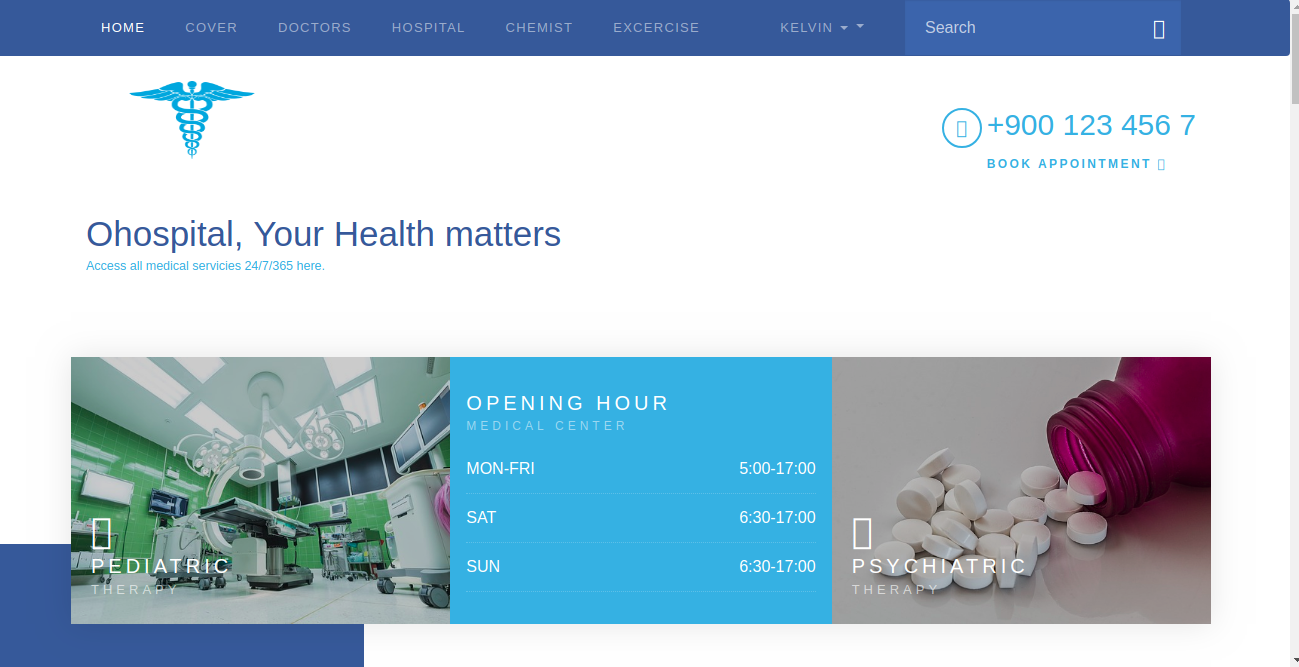 HOME COVER DOCTORS HOSPITAL CHEMIST EXCERCISE KELVIN Search
+900 123 456 7
BOOK APPOINTMENT
Ohospital, Your Health matters
Access all medical servicies 24/7/365 here.
PEDIATRIC
THERAPY
OPENING HOUR
MEDICAL CENTER
MON-FRI 5:00-17:00
SAT 6:30-17:00
SUN 6:30-17:00
PSYCHIATRIC
THERAPY